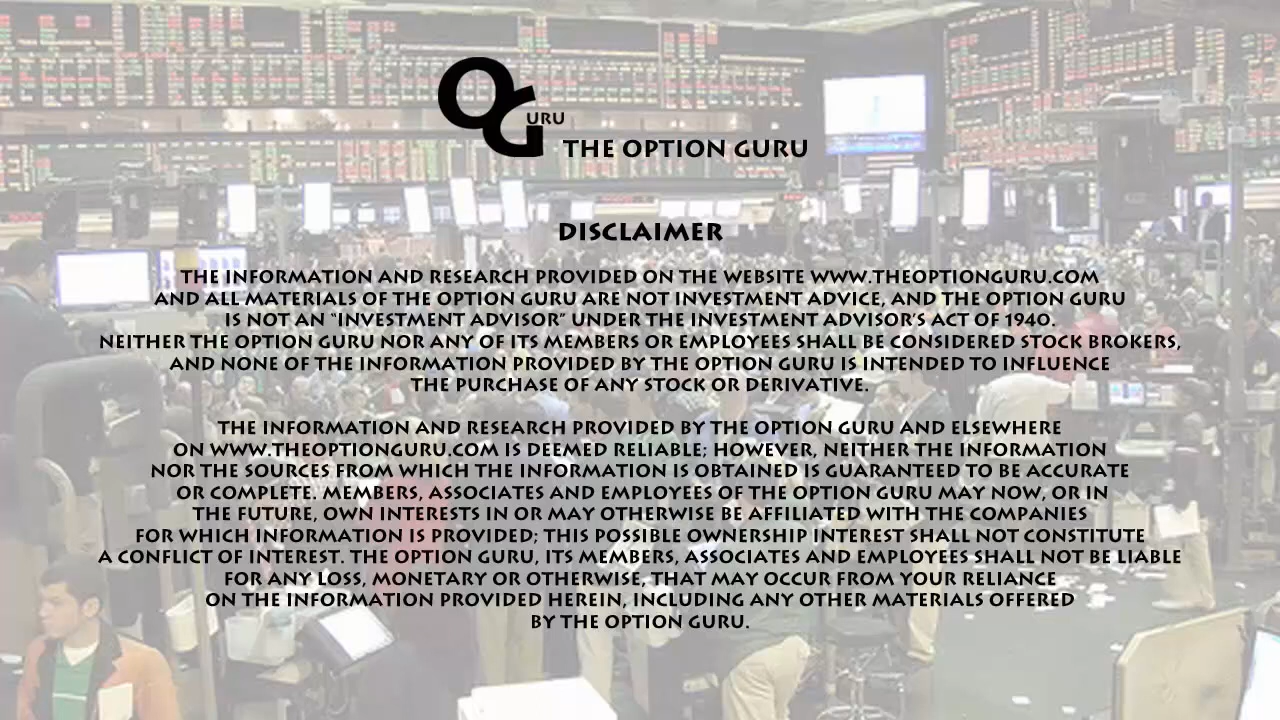 OG URU
THE OPTION GURU
DISCLAIMER
THE INFORMATION AND RESEARCH PROVIDED ON THE WEBSITE WWW.THEOPTIONGURU.COM
AND ALL MATERIALS OF THE OPTION GURU ARE NOT INVESTMENT ADVICE, AND THE OPTION GURU
IS NOT AN “INVESTMENT ADVISOR” UNDER THE INVESTMENT ADVISOR’S ACT OF 1940.
NEITHER THE OPTION GURU NOR ANY OF ITS MEMBERS OR EMPLOYEES SHALL BE CONSIDERED STOCK BROKERS,
AND NONE OF THE INFORMATION PROVIDED BY THE OPTION GURU IS INTENDED TO INFLUENCE
THE PURCHASE OF ANY STOCK OR DERIVATIVE.
THE INFORMATION AND RESEARCH PROVIDED BY THE OPTION GURU AND ELSEWHERE
ON WWW.THEOPTIONGURU.COM IS DEEMED RELIABLE; HOWEVER, NEITHER THE INFORMATION
NOR THE SOURCES FROM WHICH THE INFORMATION IS OBTAINED IS GUARANTEED TO BE ACCURATE
OR COMPLETE. MEMBERS, ASSOCIATES AND EMPLOYEES OF THE OPTION GURU MAY NOW, OR IN
THE FUTURE, OWN INTERESTS IN OR MAY OTHERWISE BE AFFILIATED WITH THE COMPANIES
FOR WHICH INFORMATION IS PROVIDED; THIS POSSIBLE OWNERSHIP INTEREST SHALL NOT CONSTITUTE
A CONFLICT OF INTEREST. THE OPTION GURU, ITS MEMBERS, ASSOCIATES AND EMPLOYEES SHALL NOT BE LIABLE
FOR ANY LOSS, MONETARY OR OTHERWISE, THAT MAY OCCUR FROM YOUR RELIANCE
ON THE INFORMATION PROVIDED HEREIN, INCLUDING ANY OTHER MATERIALS OFFERED
BY THE OPTION GURU.